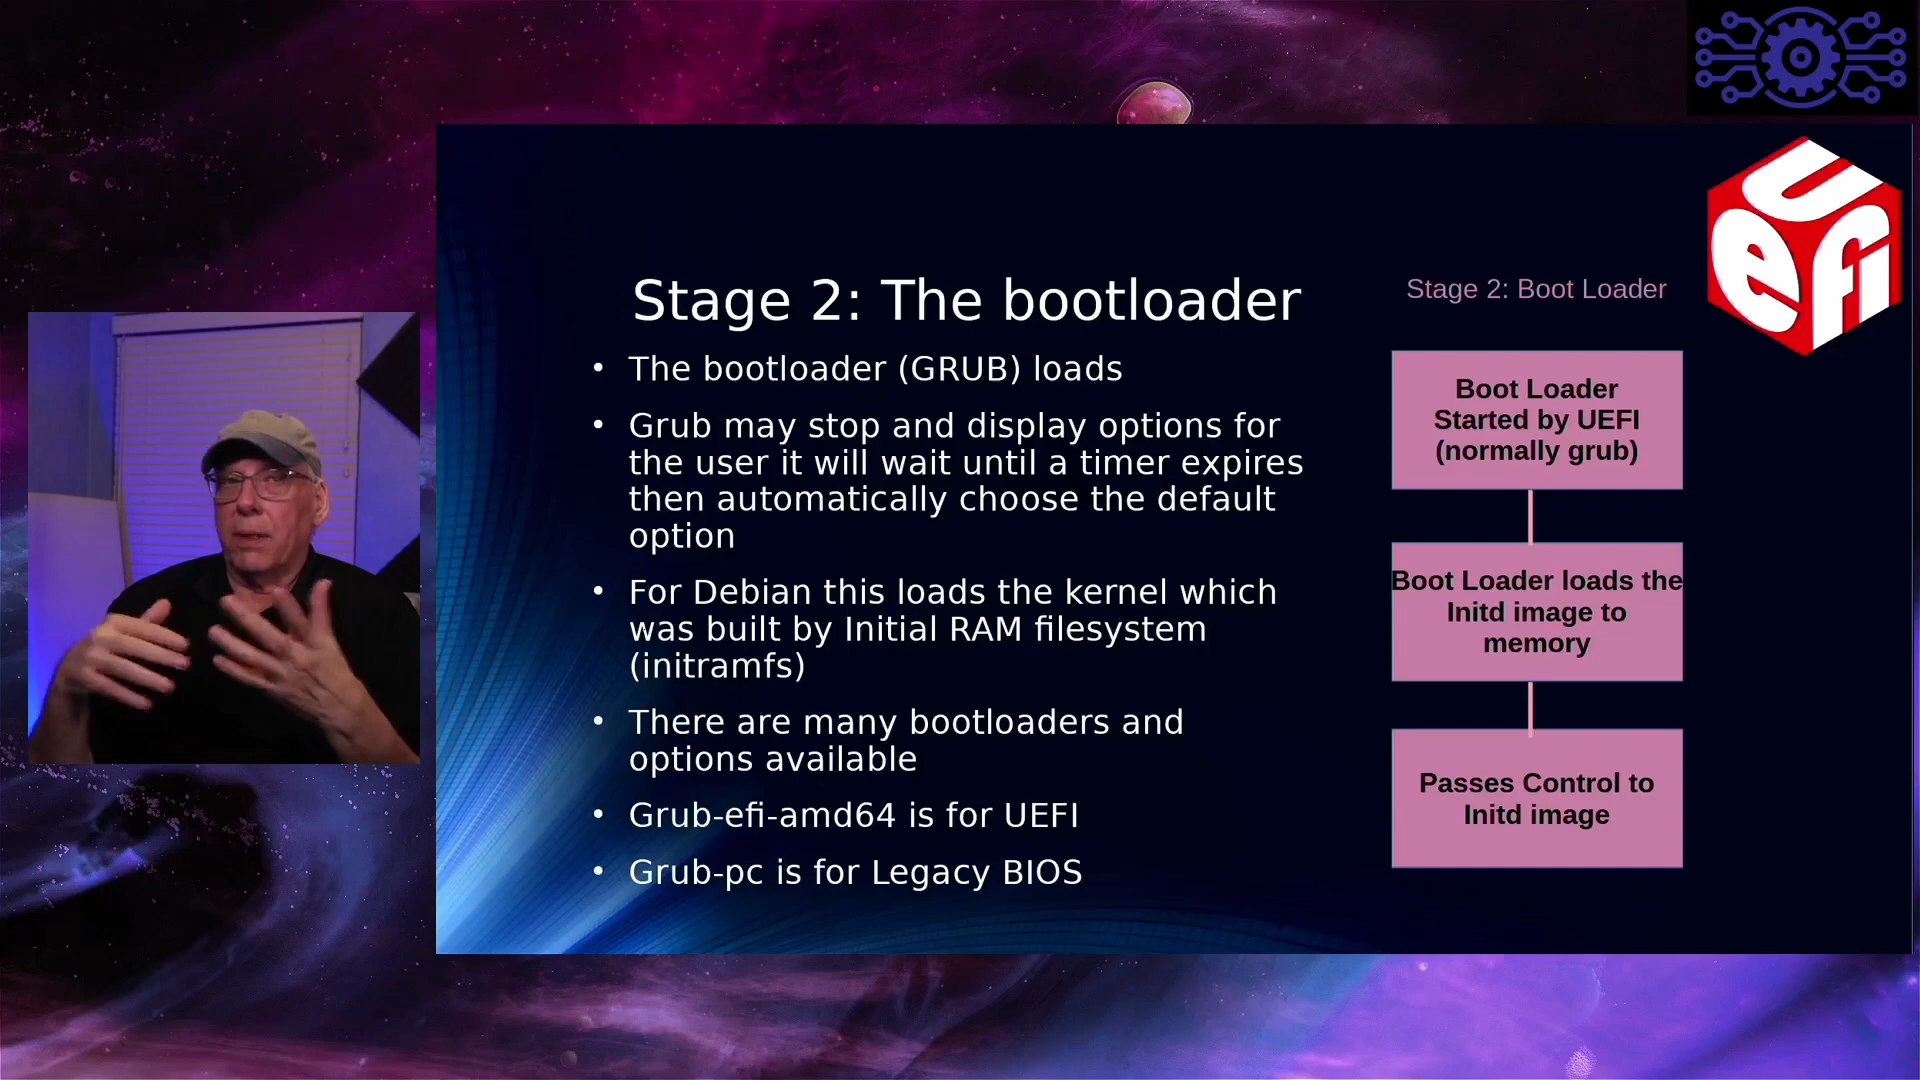 Stage 2: The bootloader
• The bootloader (GRUB) loads
• Grub may stop and display options for
the user it will wait until a timer expires
then automatically choose the default
option
• For Debian this loads the kernel which
was built by Initial RAM filesystem
(initramfs)
• There are many bootloaders and
options available
• Grub-efi-amd64 is for UEFI
• Grub-pc is for Legacy BIOS
Stage 2: Boot Loader
Boot Loader
Started by UEFI
(normally grub)
Boot Loader loads the
Initd image to
memory
Passes Control to
Initd image
UEFI